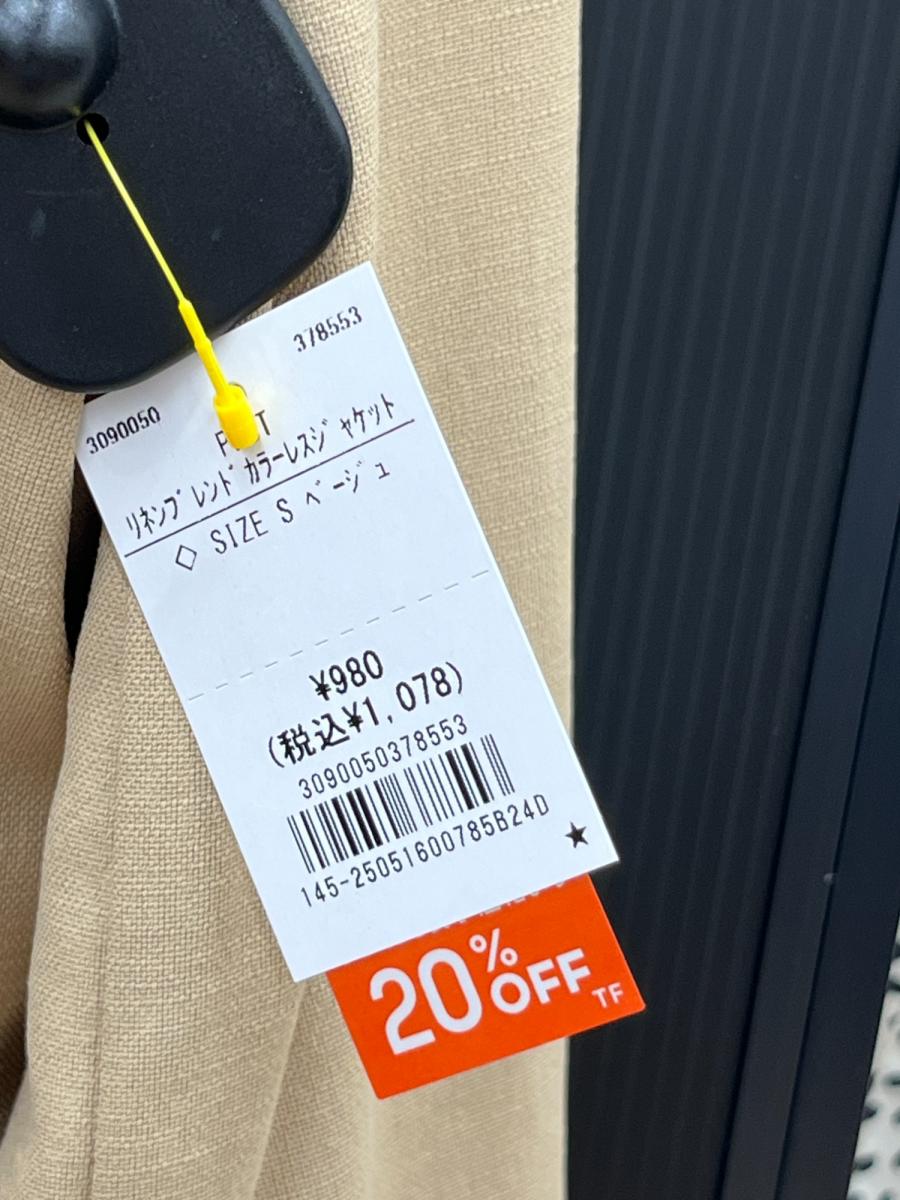 378553
3090050
リネンブレンドカラーレスジャケット
◇ SIZE S ベージュ
¥980
(税込¥1,078)
3090050378553
145-25051600785B24D
★
20%OFF
TF